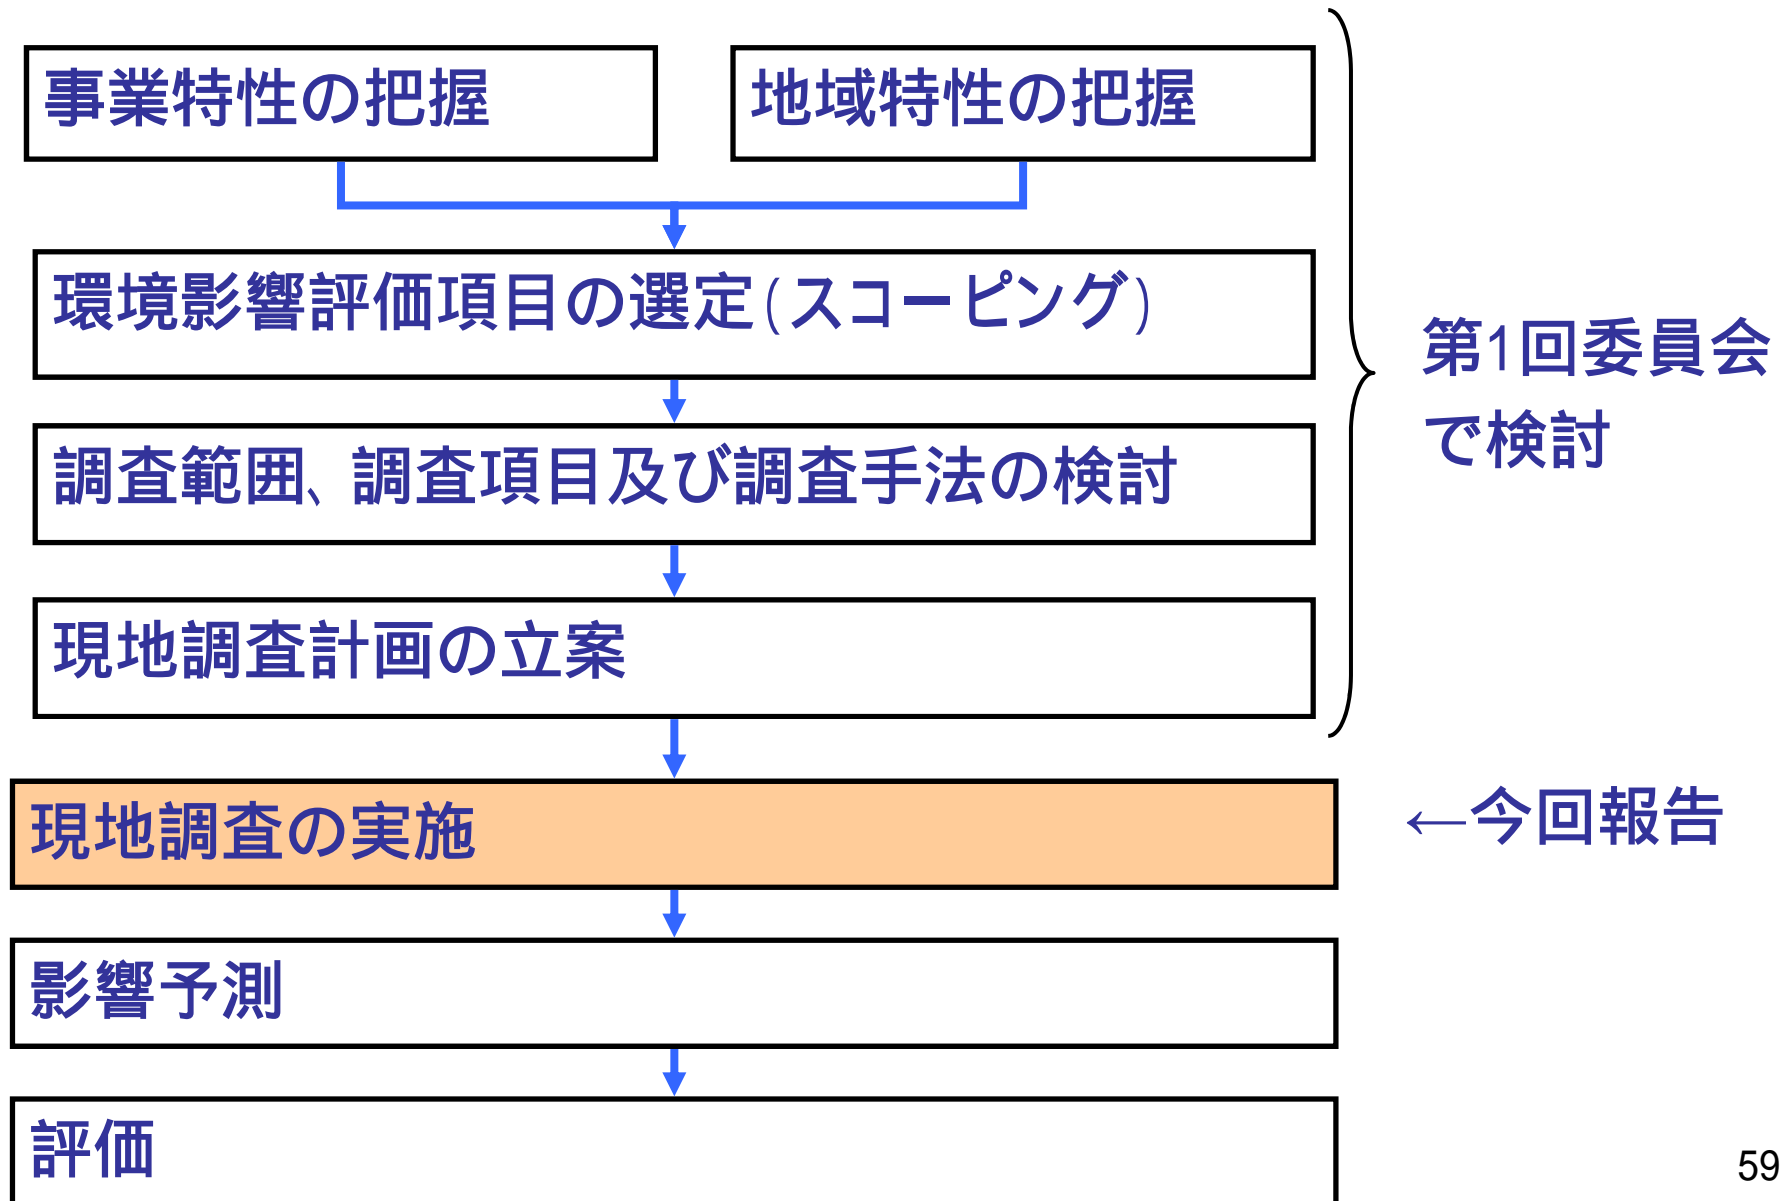 事業特性の把握
地域特性の把握
環境影響評価項目の選定(スコーピング)
調査範囲、調査項目及び調査手法の検討
現地調査計画の立案
第1回委員会
で検討
現地調査の実施
←今回報告
影響予測
評価
59